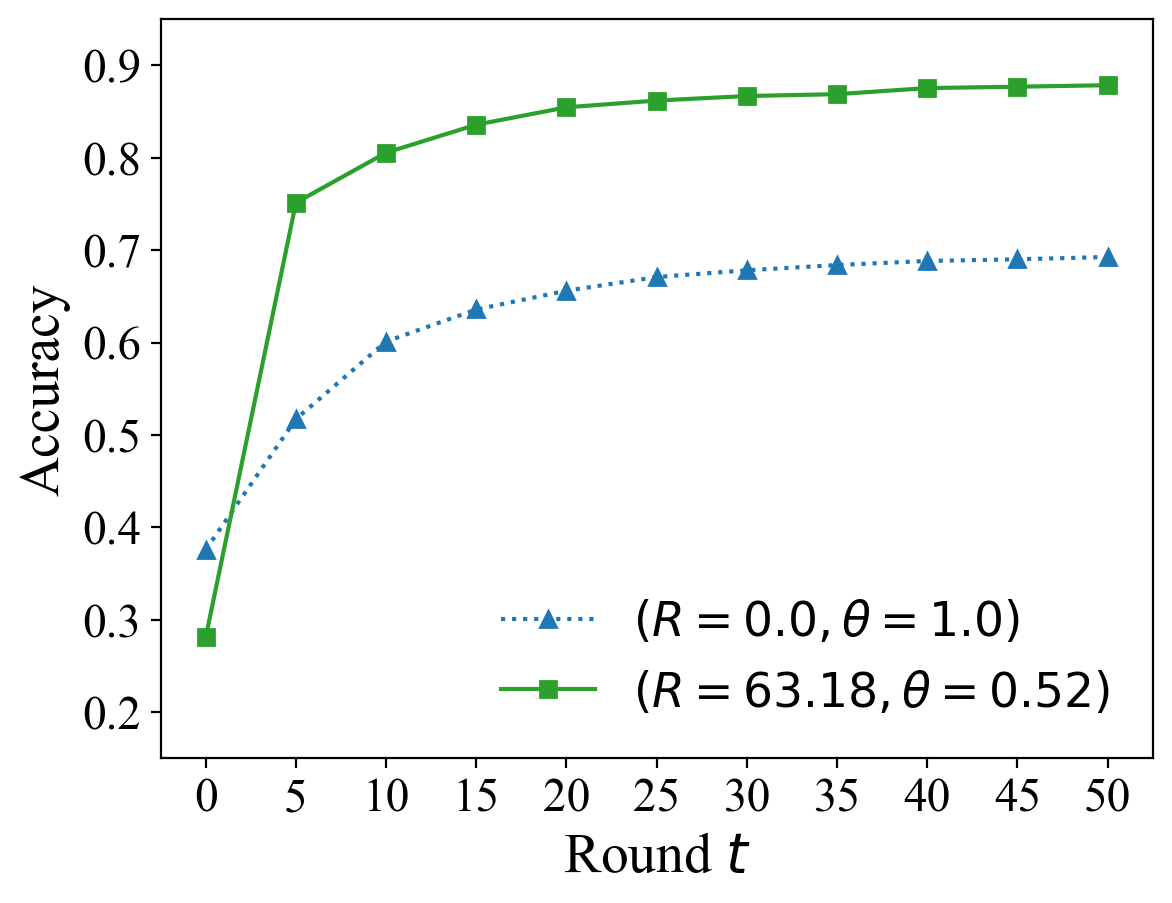 0.9
0.8
0.7
0.6
0.5
0.4
0.3
0.2
Accuracy
(R = 0.0, θ = 1.0)
(R = 63.18, θ = 0.52)
0 5 10 15 20 25 30 35 40 45 50
Round t